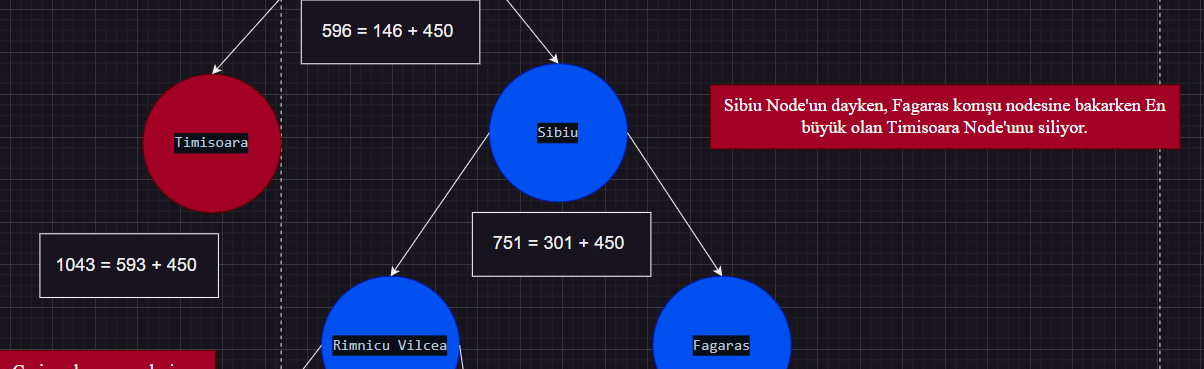 596 = 146 + 450
Timisoara
Sibiu
Sibiu Node'un dayken, Fagaras komşu nodesine bakarken En
büyük olan Timisoara Node'unu siliyor.
751 = 301 + 450
1043 = 593 + 450
Rimnicu Vilcea
Fagaras